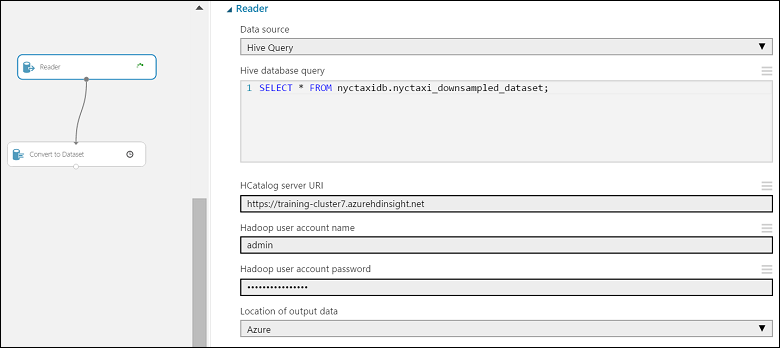 Reader
Convert to Dataset
Reader
Data source
Hive Query
Hive database query
1 SELECT * FROM nyctaxidb.nyctaxi_downsampled_dataset;
HCatalog server URI
https://training-cluster7.azurehdinsight.net
Hadoop user account name
admin
Hadoop user account password
••••••••••••••••
Location of output data
Azure